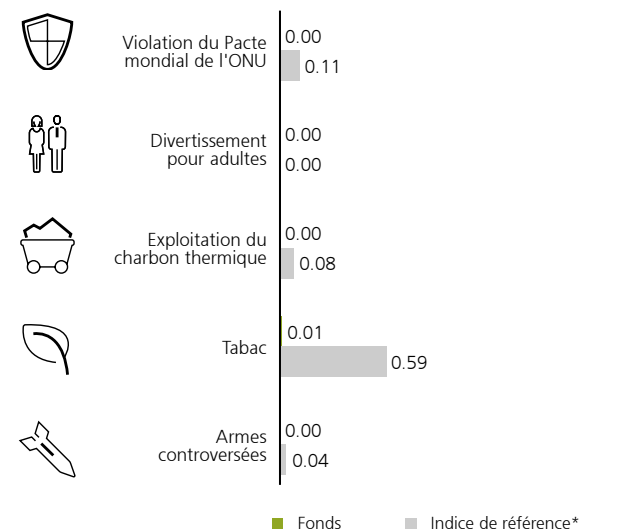 Violation du Pacte
mondial de l'ONU
0.00
0.11
Divertissement
pour adultes
0.00
0.00
Exploitation du
charbon thermique
0.00
0.08
Tabac
0.01
0.59
Armes
controversées
0.00
0.04
Fonds
Indice de référence*